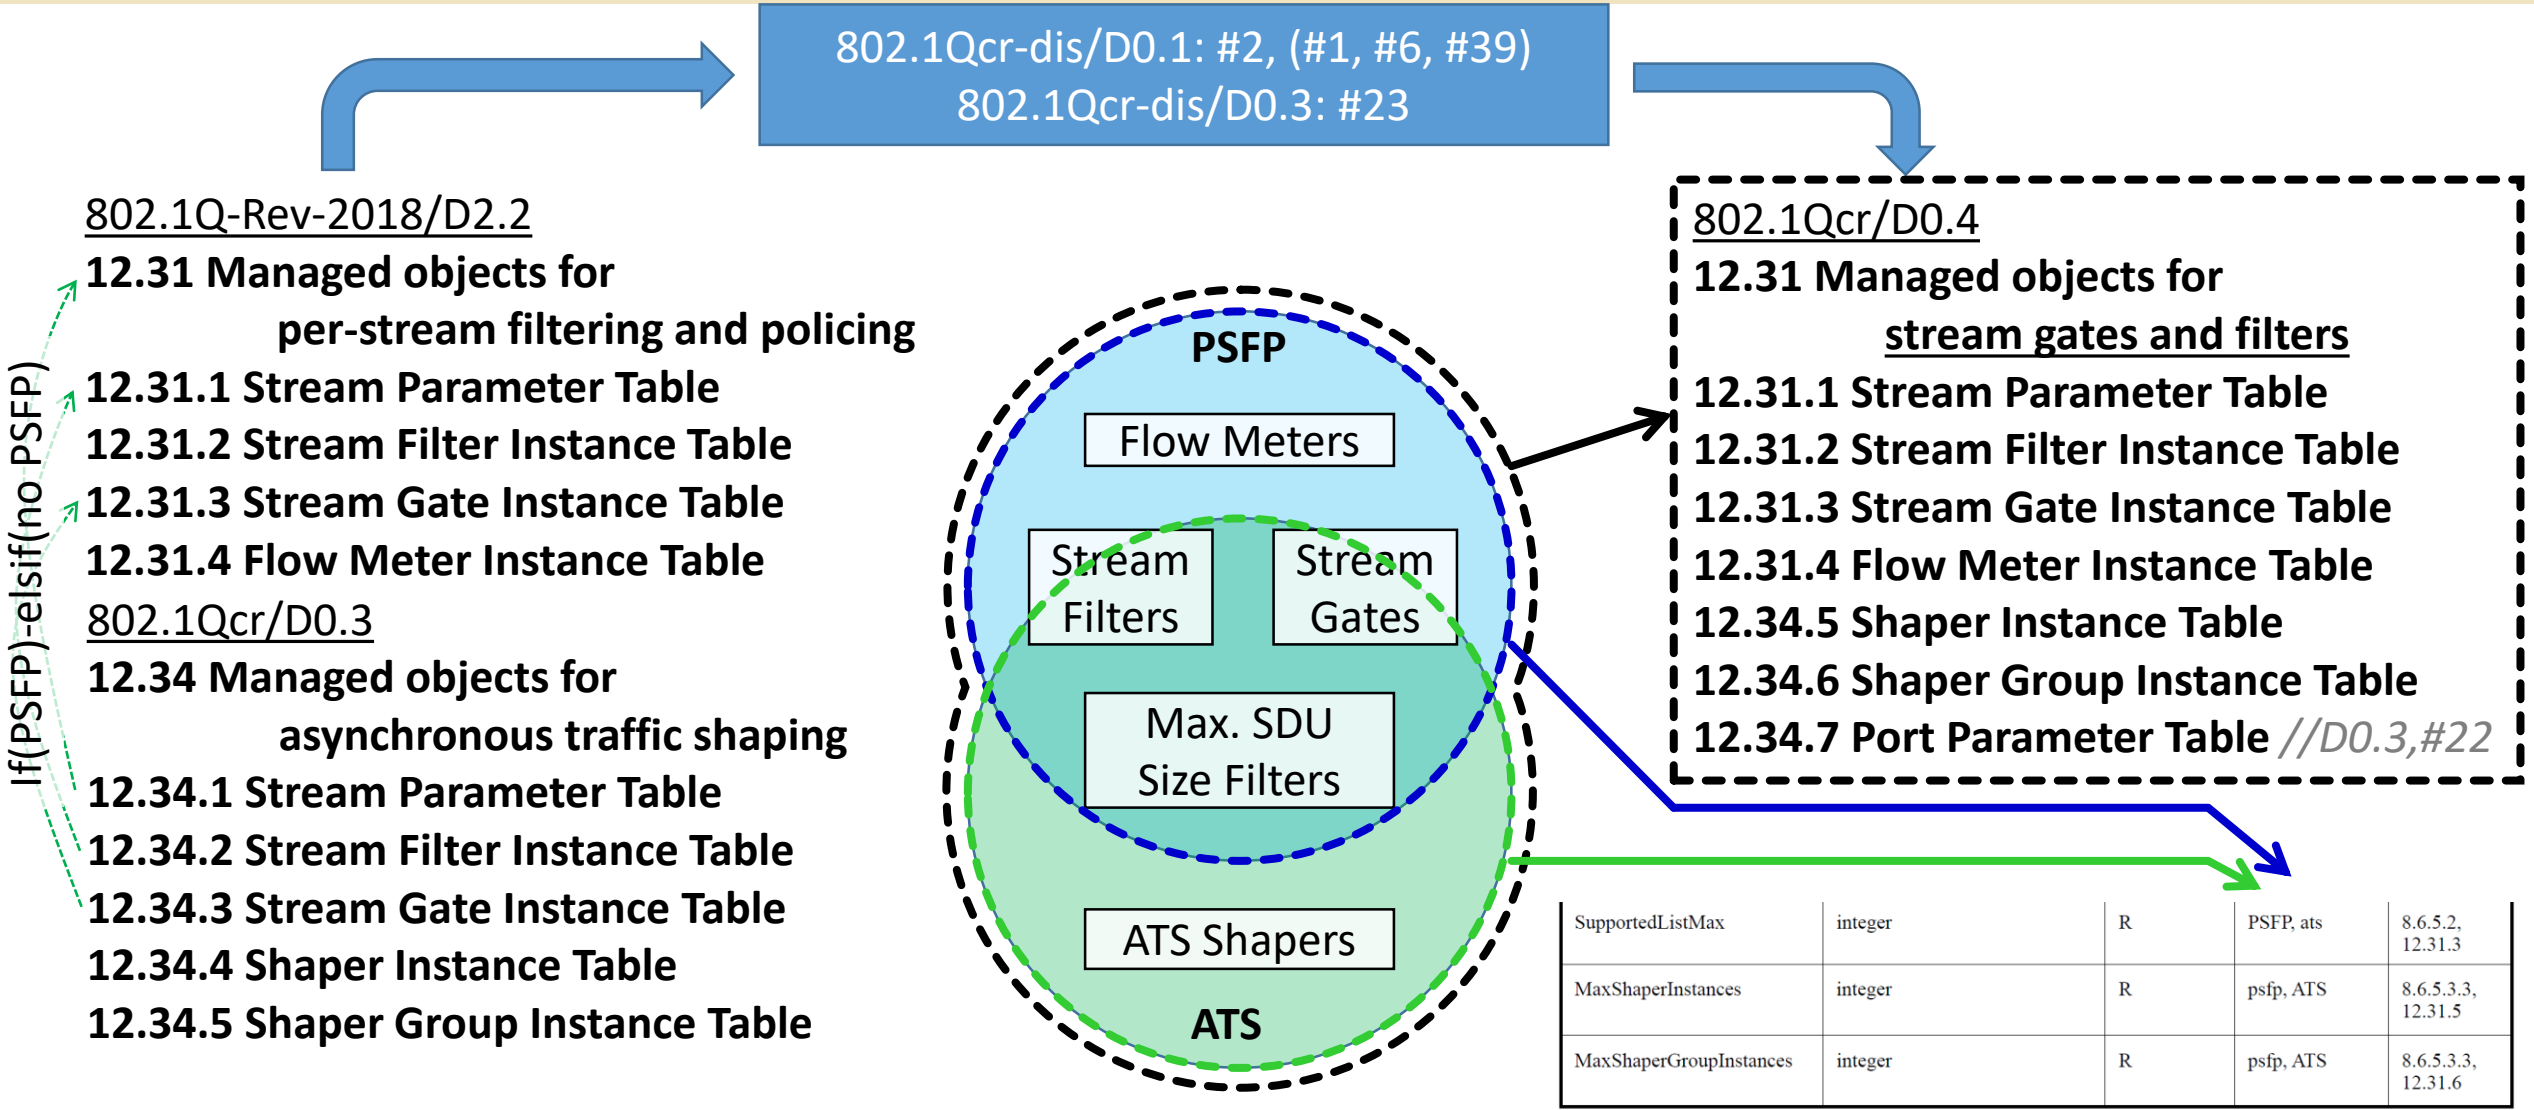 802.1Qcr-dis/D0.1: #2, (#1, #6, #39)
802.1Qcr-dis/D0.3: #23
If(PSFP)-elsif(no PSFP)
802.1Q-Rev-2018/D2.2
12.31 Managed objects for
per-stream filtering and policing
12.31.1 Stream Parameter Table
12.31.2 Stream Filter Instance Table
12.31.3 Stream Gate Instance Table
12.31.4 Flow Meter Instance Table
802.1Qcr/D0.3
12.34 Managed objects for
asynchronous traffic shaping
12.34.1 Stream Parameter Table
12.34.2 Stream Filter Instance Table
12.34.3 Stream Gate Instance Table
12.34.4 Shaper Instance Table
12.34.5 Shaper Group Instance Table
PSFP
Flow Meters
Stream
Filters
Stream
Gates
Max. SDU
Size Filters
ATS Shapers
ATS
802.1Qcr/D0.4
12.31 Managed objects for
stream gates and filters
12.31.1 Stream Parameter Table
12.31.2 Stream Filter Instance Table
12.31.3 Stream Gate Instance Table
12.31.4 Flow Meter Instance Table
12.34.5 Shaper Instance Table
12.34.6 Shaper Group Instance Table
12.34.7 Port Parameter Table //D0.3,#22
SupportedListMax integer R PSFP, ats 8.6.5.2,
12.31.3
MaxShaperInstances integer R psfp, ATS 8.6.5.3.3,
12.31.5
MaxShaperGroupInstances integer R psfp, ATS 8.6.5.3.3,
12.31.6